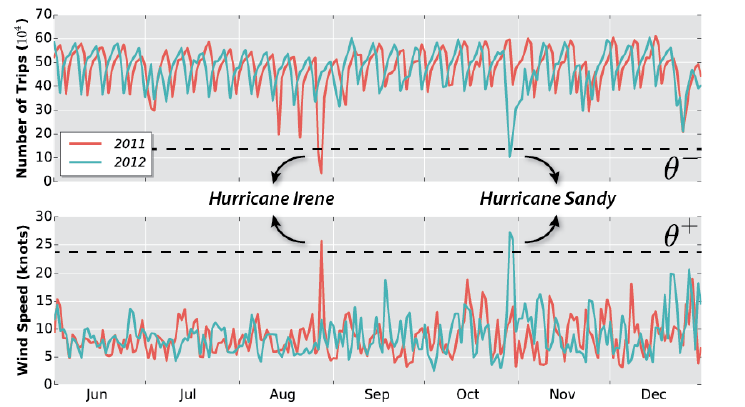 70
60
50
40
30
20
10
0
Number of Trips (10⁴)
2011
2012
θ⁻
Hurricane Irene
Hurricane Sandy
30
25
20
15
10
5
0
Wind Speed (knots)
θ⁺
Jun Jul Aug Sep Oct Nov Dec